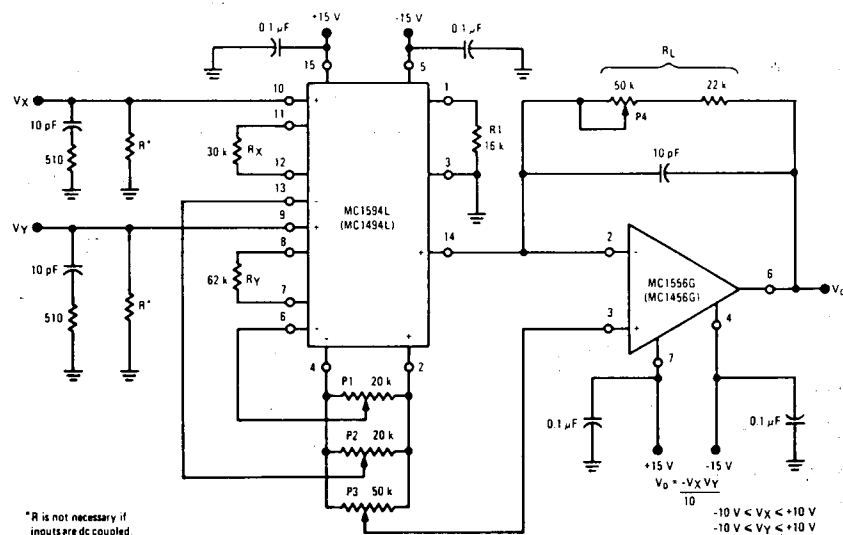 +15 V
-15 V
0.1 µF
0.1 µF
15
5
RL
50 k
22 k
P4
VX
10
+
1
11
10 pF
R*
30 k
RX
R1
16 k
510
12
3
10 pF
13
-
MC1594L
(MC1494L)
VY
9
+
8
14
+
2
-
10 pF
R*
62 k
RY
MC1556G
(MC1456G)
6
VO
7
510
6
-
3
+
4
-
+
4
2
7
P1
20 k
0.1 µF
0.1 µF
P2
20 k
+15 V
-15 V
P3
50 k
VO = -VX VY
10
-10 V < VX < +10 V
-10 V < VY < +10 V
*R is not necessary if
inputs are dc coupled.